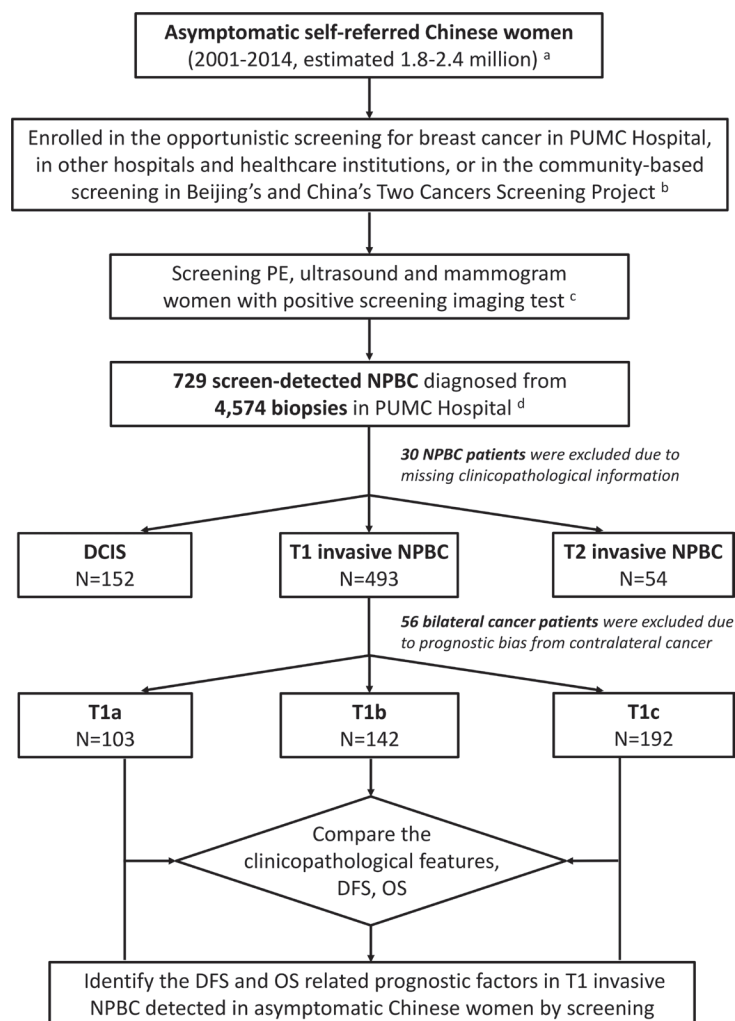 Asymptomatic self-referred Chinese women
(2001-2014, estimated 1.8-2.4 million) a
Enrolled in the opportunistic screening for breast cancer in PUMC Hospital,
in other hospitals and healthcare institutions, or in the community-based
screening in Beijing’s and China’s Two Cancers Screening Project b
Screening PE, ultrasound and mammogram
women with positive screening imaging test c
729 screen-detected NPBC diagnosed from
4,574 biopsies in PUMC Hospital d
30 NPBC patients were excluded due to
missing clinicopathological information
DCIS
N=152
T1 invasive NPBC
N=493
T2 invasive NPBC
N=54
56 bilateral cancer patients were excluded due
to prognostic bias from contralateral cancer
T1a
N=103
T1b
N=142
T1c
N=192
Compare the
clinicopathological features,
DFS, OS
Identify the DFS and OS related prognostic factors in T1 invasive
NPBC detected in asymptomatic Chinese women by screening